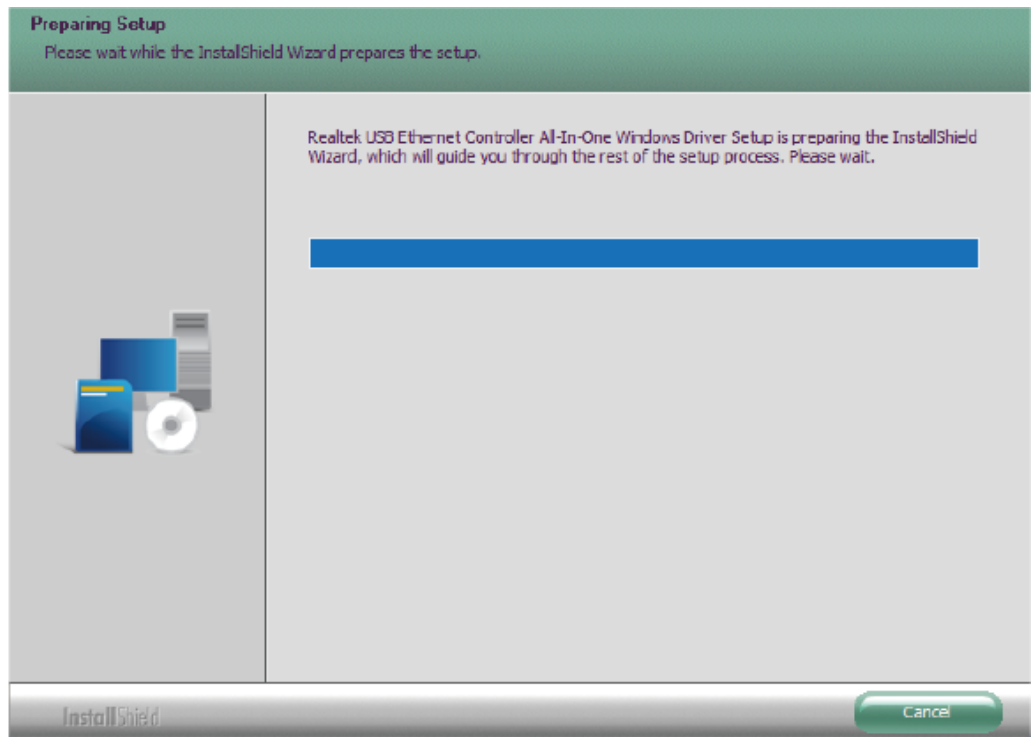 Preparing Setup
Please wait while the InstallShield Wizard prepares the setup.
Realtek USB Ethernet Controller All-In-One Windows Driver Setup is preparing the InstallShield
Wizard, which will guide you through the rest of the setup process. Please wait.
InstallShield
Cancel